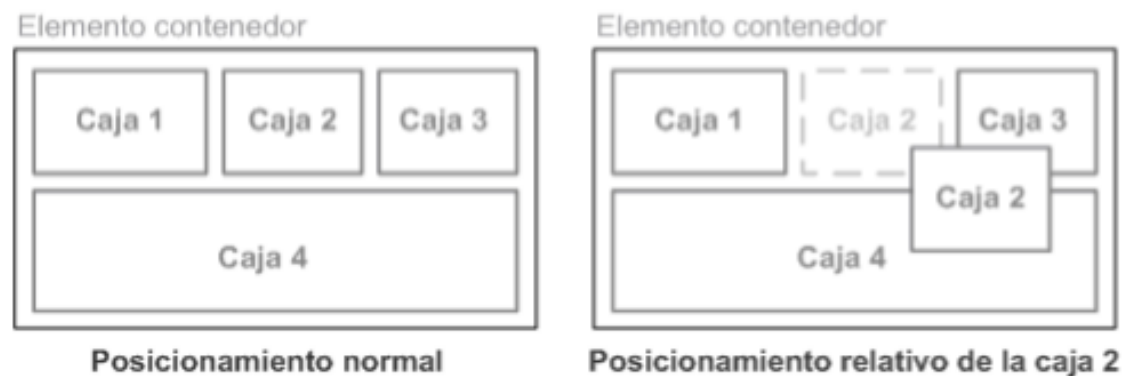 Elemento contenedor
Caja 1
Caja 2
Caja 3
Caja 4
Posicionamiento normal
Elemento contenedor
Caja 1
Caja 2
Caja 3
Caja 2
Caja 4
Posicionamiento relativo de la caja 2